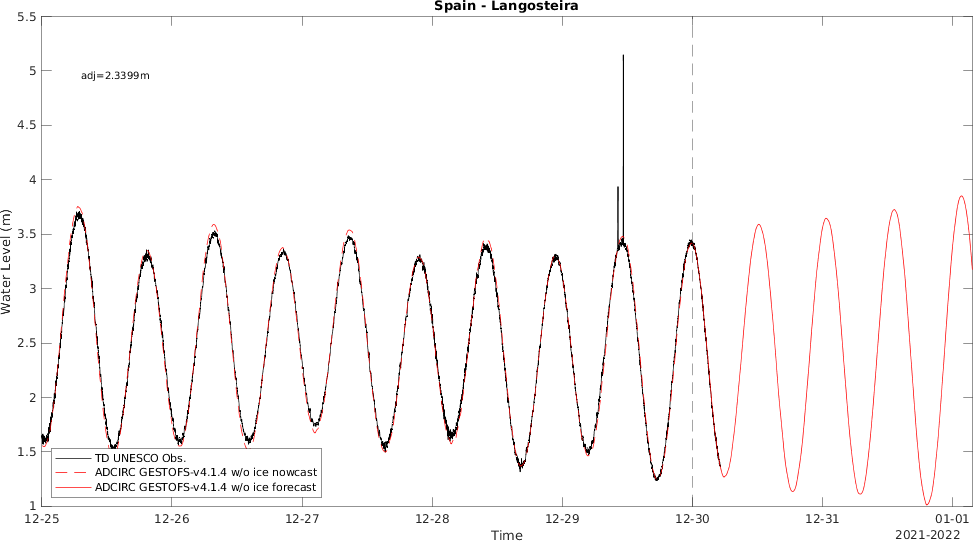 Spain - Langosteira
5.5
5
4.5
4
3.5
3
2.5
2
1.5
1
Water Level (m)
adj=2.3399m
TD UNESCO Obs.
ADCIRC GESTOFS-v4.1.4 w/o ice nowcast
ADCIRC GESTOFS-v4.1.4 w/o ice forecast
12-25 12-26 12-27 12-28 12-29 12-30 12-31 01-01
Time
2021-2022